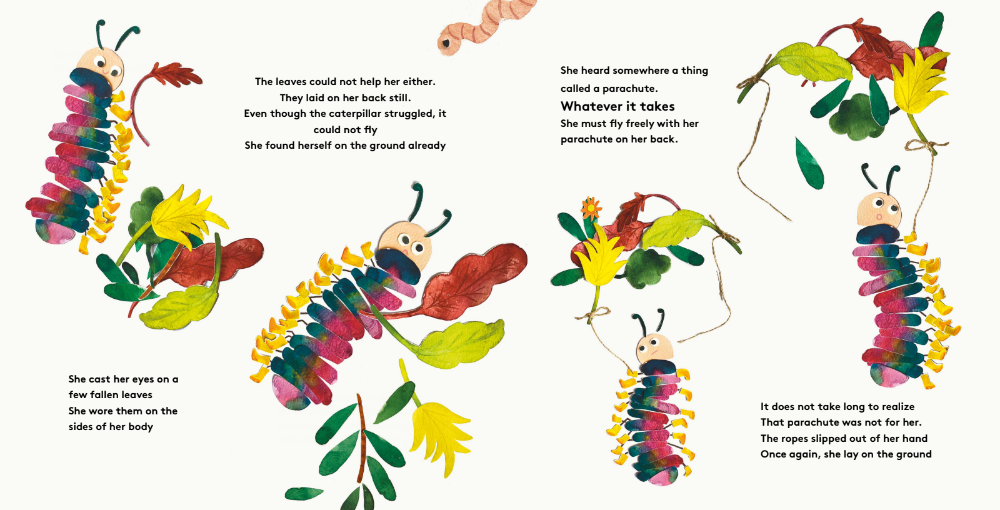 She cast her eyes on a
few fallen leaves
She wore them on the
sides of her body
The leaves could not help her either.
They laid on her back still.
Even though the caterpillar struggled, it
could not fly
She found herself on the ground already
She heard somewhere a thing
called a parachute.
Whatever it takes
She must fly freely with her
parachute on her back.
It does not take long to realize
That parachute was not for her.
The ropes slipped out of her hand
Once again, she lay on the ground